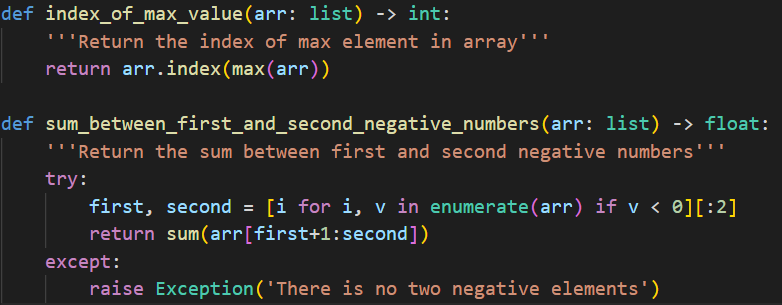 def index_of_max_value(arr: list) -> int:
    '''Return the index of max element in array'''
    return arr.index(max(arr))

def sum_between_first_and_second_negative_numbers(arr: list) -> float:
    '''Return the sum between first and second negative numbers'''
    try:
        first, second = [i for i, v in enumerate(arr) if v < 0][:2]
        return sum(arr[first+1:second])
    except:
        raise Exception('There is no two negative elements')